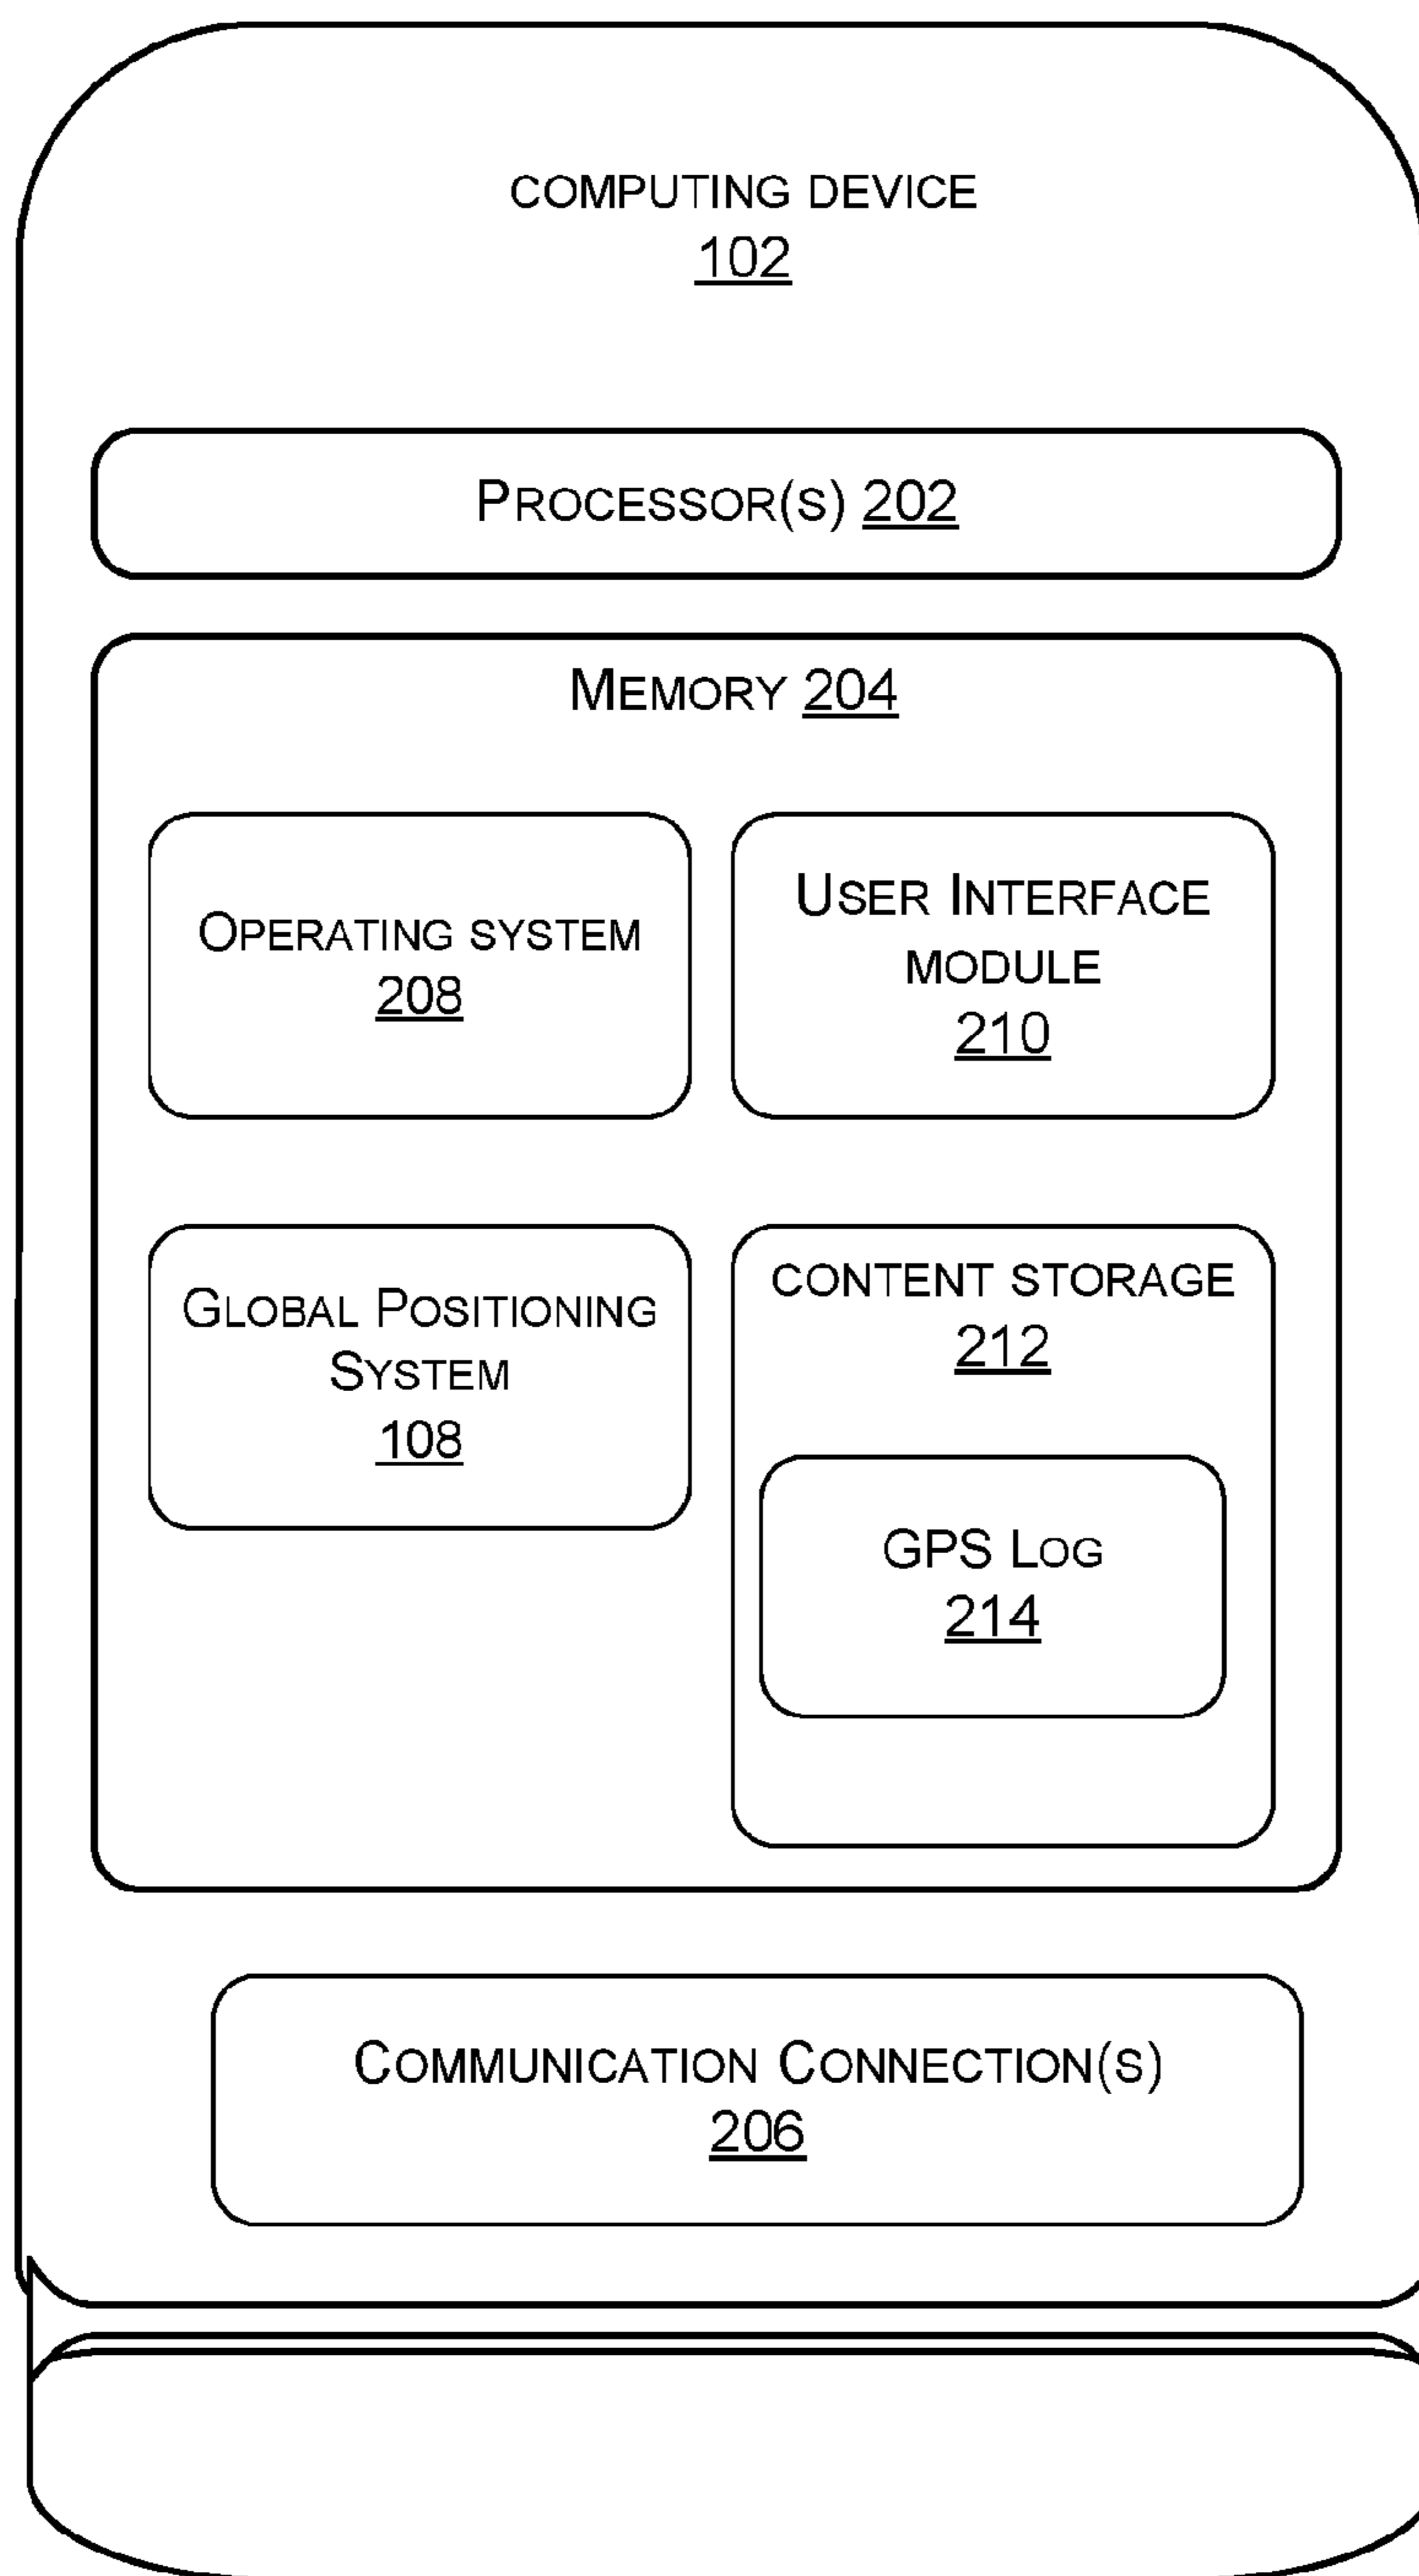 COMPUTING DEVICE
102
PROCESSOR(S) 202
MEMORY 204
OPERATING SYSTEM
208
USER INTERFACE
MODULE
210
GLOBAL POSITIONING
SYSTEM
108
CONTENT STORAGE
212
GPS LOG
214
COMMUNICATION CONNECTION(S)
206